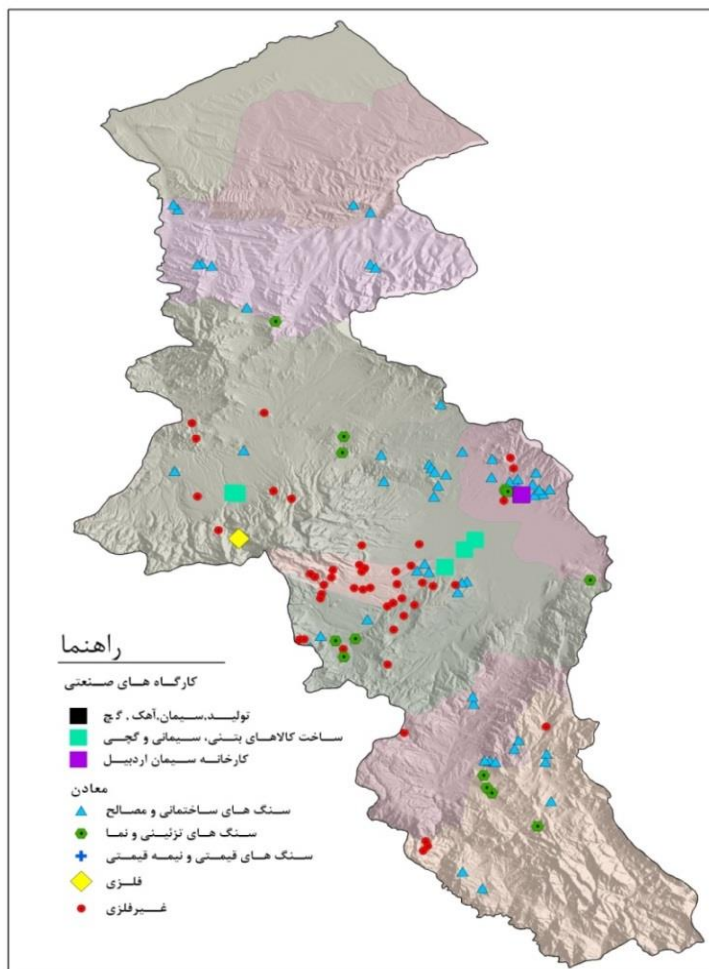 راهنما
کارگاه های صنعتی
تولید،سیمان،آهک ، گچ
ساخت کالاهای بتنی، سیمانی و گچی
کارخانه سیمان اردبیل
معادن
سنگ های ساختمانی و مصالح
سنگ های تزئینی و نما
سنگ های قیمتی و نیمه قیمتی
فلزی
غیرفلزی